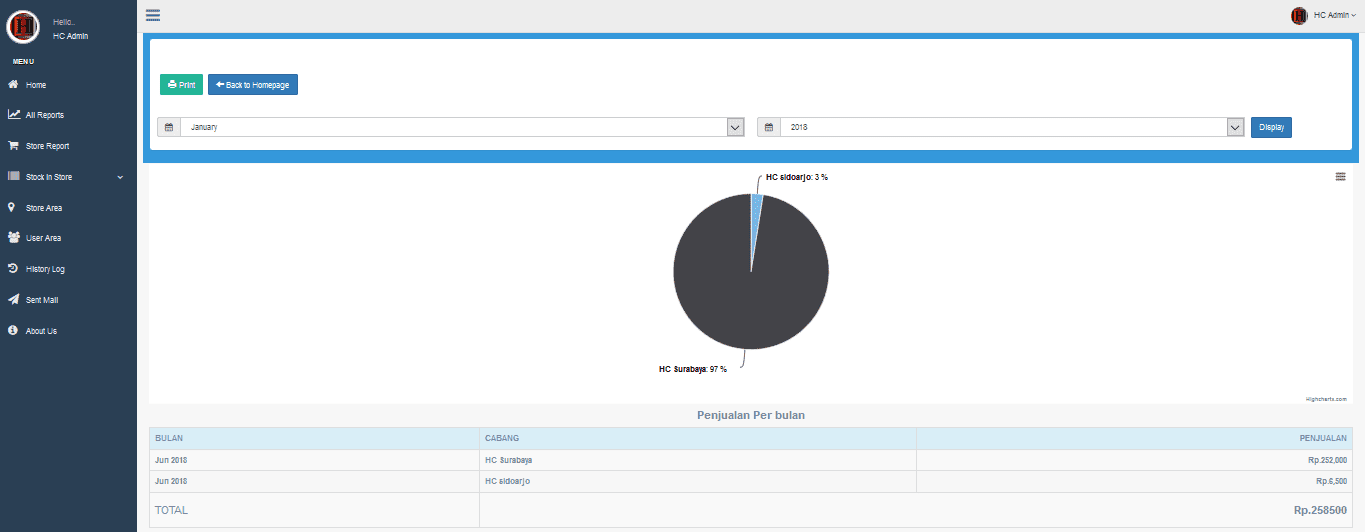 Hello..
HC Admin
HC Admin
MENU
Home
All Reports
Store Report
Stock in Store
Store Area
User Area
History Log
Sent Mail
About Us
Print
Back to Homepage
January
2018
Display
HC sidoarjo: 3 %
HC Surabaya: 97 %
Highcharts.com
Penjualan Per bulan
BULAN CABANG PENJUALAN
Jun 2018 HC Surabaya Rp.252,000
Jun 2018 HC sidoarjo Rp.6,500
TOTAL Rp.258500